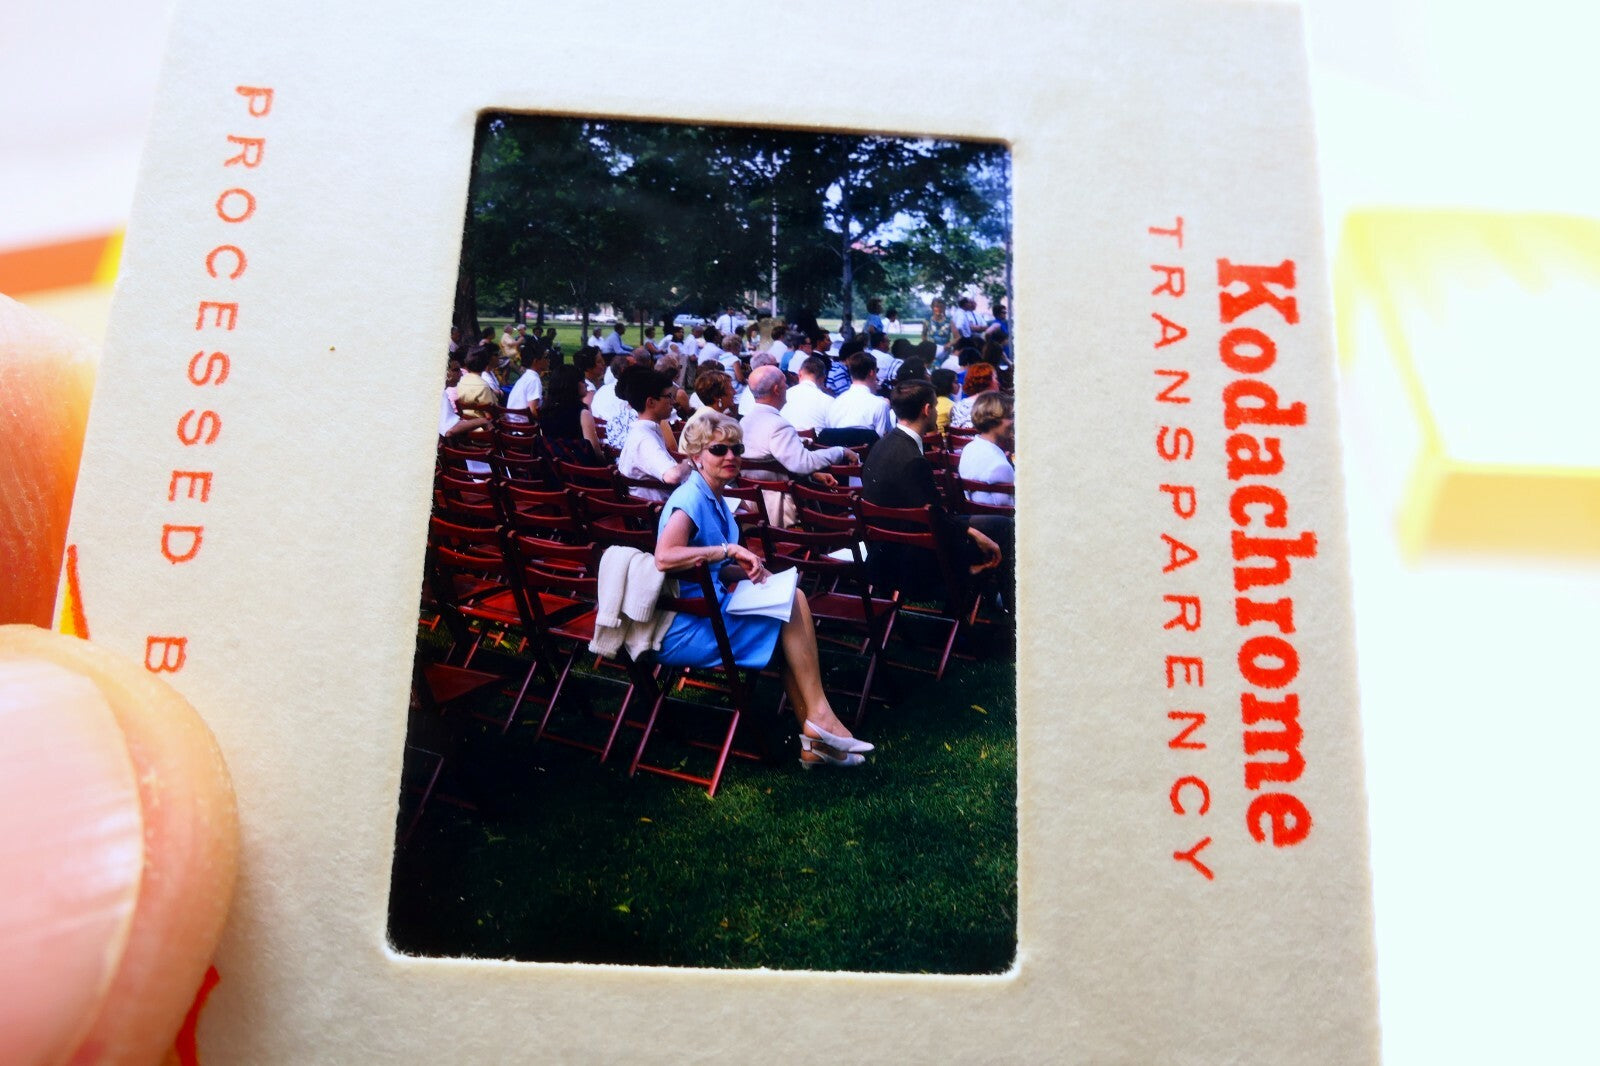 Kodachrome
TRANSPARENCY
PROCESSED B